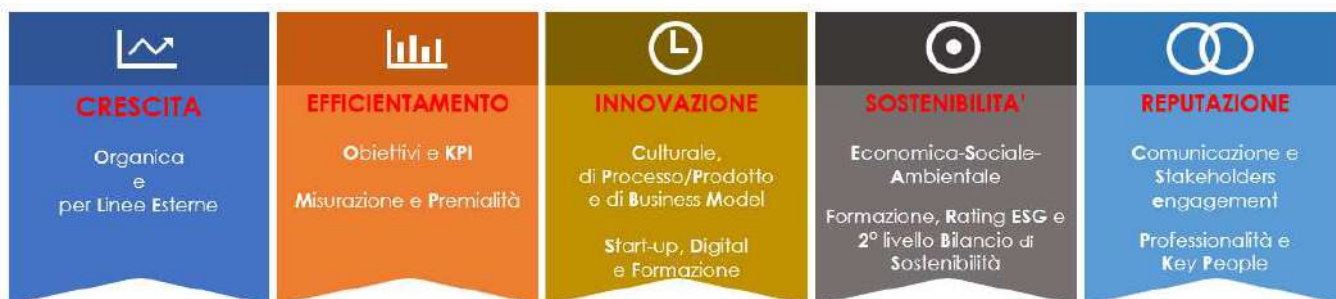 CRESCITA
Organica
e
per Linee Esterne
EFFICIENTAMENTO
Obiettivi e KPI
Misurazione e Premialità
INNOVAZIONE
Culturale,
di Processo/Prodotto
e di Business Model
Start-up, Digital
e Formazione
SOSTENIBILITA'
Economica-Sociale-
Ambientale
Formazione, Rating ESG e
2° livello Bilancio di
Sostenibilità
REPUTAZIONE
Comunicazione e
Stakeholders
engagement
Professionalità e
Key People